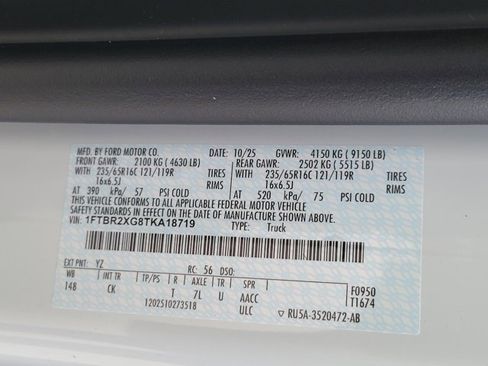 MFD. BY FORD MOTOR CO. 10/25 GVWR: 4150 KG ( 9150 LB)
FRONT GAWR: 2100 KG ( 4630 LB) REAR GAWR: 2502 KG ( 5515 LB)
WITH 235/65R16C 121/119R TIRES WITH 235/65R16C 121/119R TIRES
16x6.5J RIMS 16x6.5J RIMS
AT 390 kPa/ 57 PSI COLD AT 520 kPa/ 75 PSI COLD
THIS VEHICLE CONFORMS TO ALL APPLICABLE FEDERAL MOTOR VEHICLE
SAFETY STANDARDS IN EFFECT ON THE DATE OF MANUFACTURE SHOWN ABOVE.
VIN: 1FTBR2XG8TKA18719 TYPE: Truck
EXT PNT: YZ RC: 56 DSO: F0950
WB INT TR TP/PS R AXLE TR SPR T1674
148 CK T 7L U AACC
1202510273518 ULC RU5A-3520472-AB